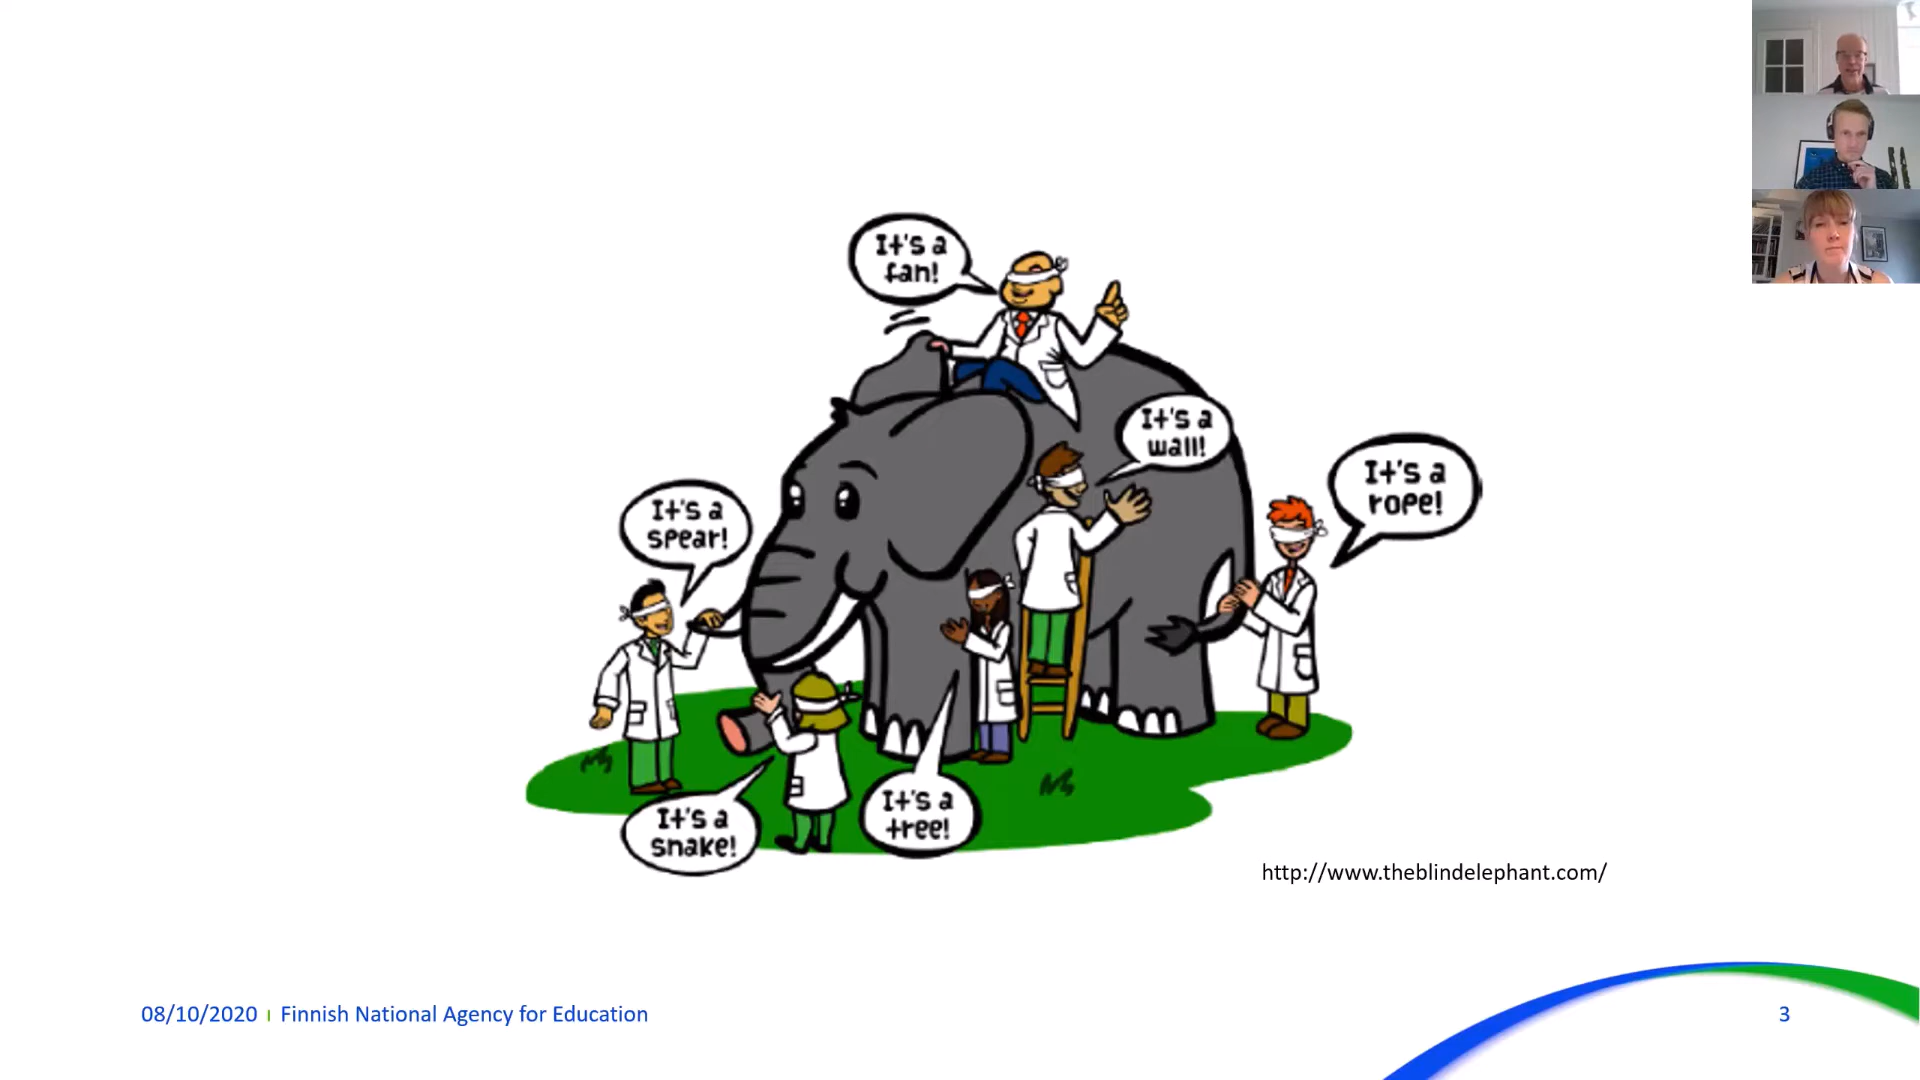 It's a
fan!
It's a
wall!
It's a
rope!
It's a
spear!
It's a
snake!
It's a
tree!
http://www.theblindelephant.com/
08/10/2020 I Finnish National Agency for Education
3